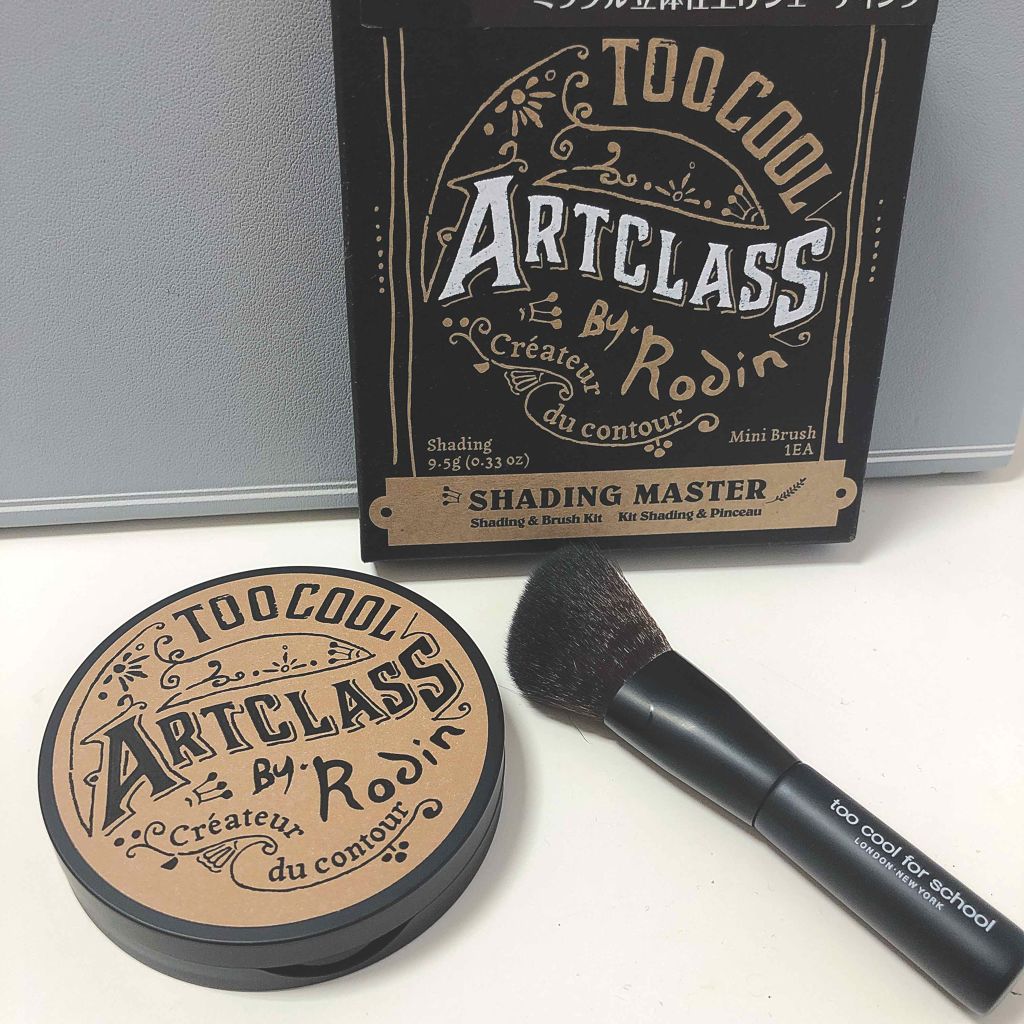 TOO COOL
ARTCLASS
By. Rodin
Créateur
du contour
Shading
9.5g (0.33 oz)
Mini Brush
1EA
SHADING MASTER
Shading & Brush Kit Kit Shading & Pinceau
TOO COOL
ARTCLASS
By. Rodin
Créateur
du contour
too cool for school
LONDON·NEW YORK